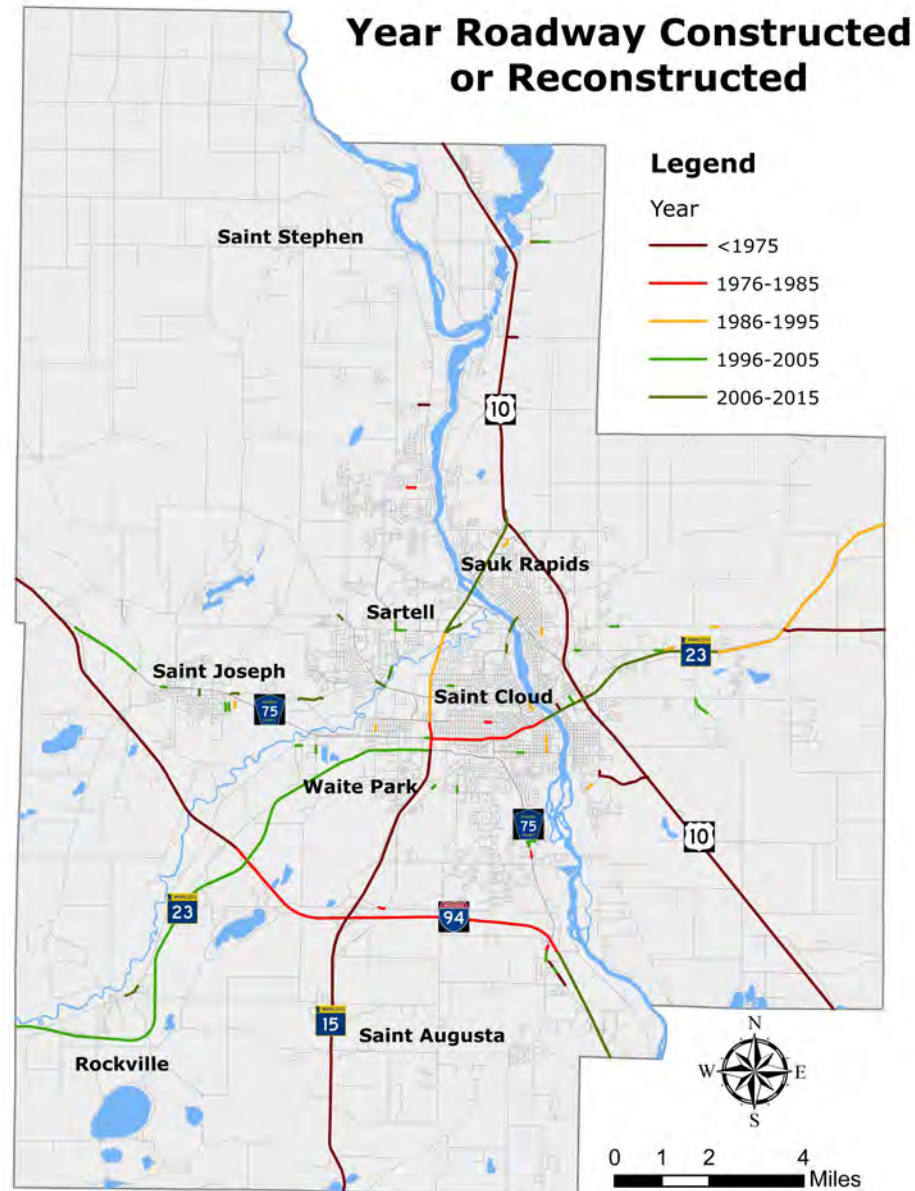 Year Roadway Constructed
or Reconstructed
Legend
Year
<1975
1976-1985
1986-1995
1996-2005
2006-2015
Saint Stephen
10
Sauk Rapids
Sartell
23
Saint Joseph
75
Saint Cloud
Waite Park
75
10
23
94
15
Saint Augusta
Rockville
N
W
E
S
0 1 2 4
Miles